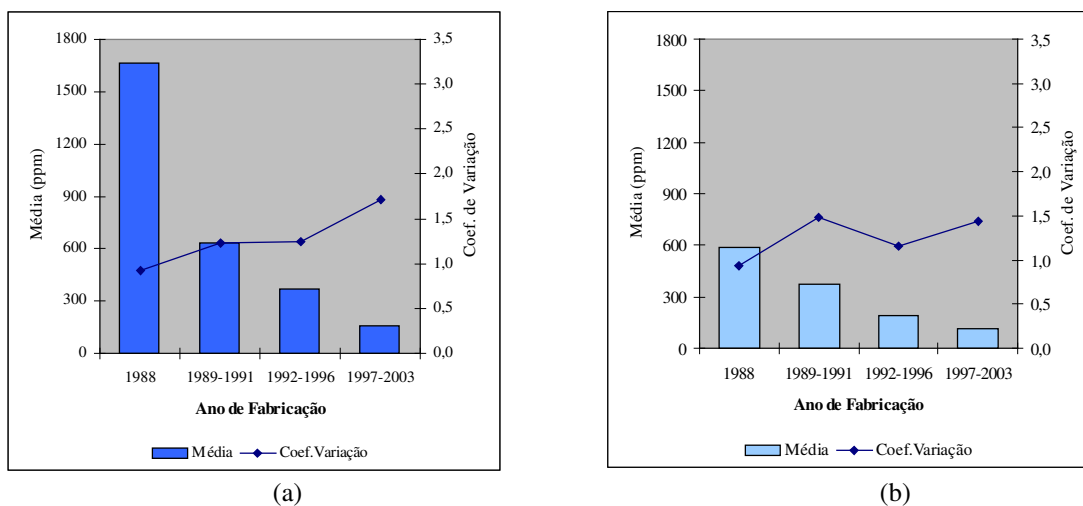 1800
1500
1200
900
600
300
0
Média (ppm)
3,5
3,0
2,5
2,0
1,5
1,0
0,5
0,0
Coef. de Variação
1988 1989-1991 1992-1996 1997-2003
Ano de Fabricação
Média Coef.Variação
(a)
1800
1500
1200
900
600
300
0
Média (ppm)
3,5
3,0
2,5
2,0
1,5
1,0
0,5
0,0
Coef. de Variação
1988 1989-1991 1992-1996 1997-2003
Ano de Fabricação
Média Coef.Variação
(b)